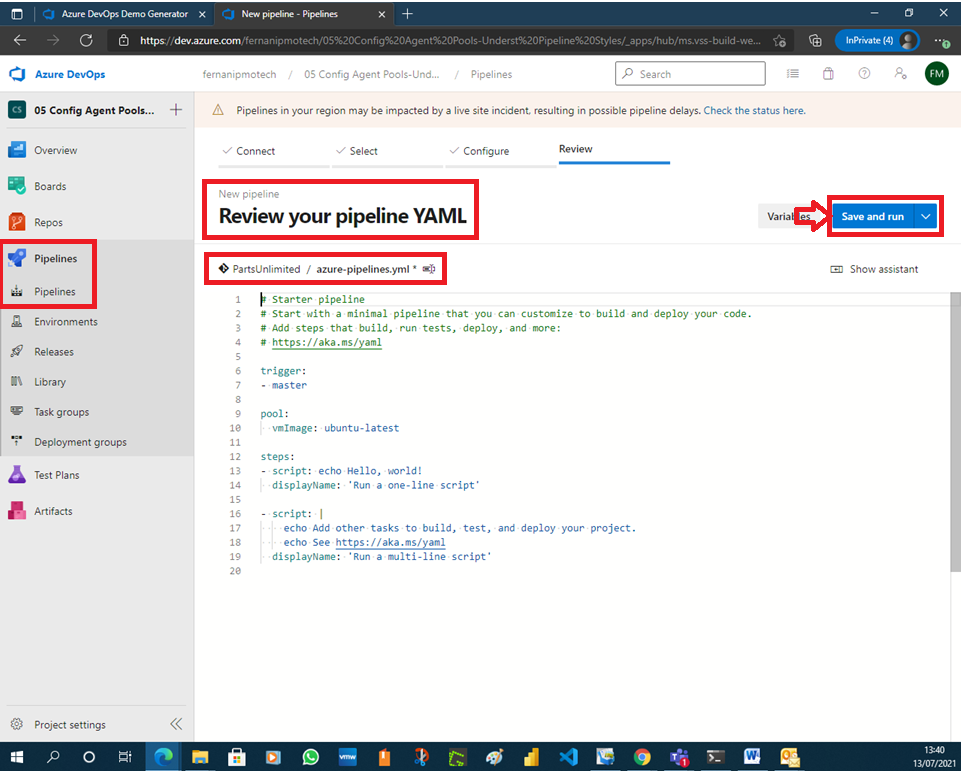 Azure DevOps Demo Generator
New pipeline - Pipelines
https://dev.azure.com/fernanipmotech/05%20Config%20Agent%20Pools-Underst%20Pipeline%20Styles/_apps/hub/ms.vss-build-we...
InPrivate (4)
Azure DevOps
fernanipmotech / 05 Config Agent Pools-Und... / Pipelines
Search
FM
CS 05 Config Agent Pools...
Pipelines in your region may be impacted by a live site incident, resulting in possible pipeline delays. Check the status here.
Overview
Boards
Repos
Pipelines
Pipelines
Environments
Releases
Library
Task groups
Deployment groups
Test Plans
Artifacts
Project settings
Connect
Select
Configure
Review
New pipeline
Review your pipeline YAML
Variables
Save and run
PartsUnlimited / azure-pipelines.yml *
Show assistant
1 # Starter pipeline
2 # Start with a minimal pipeline that you can customize to build and deploy your code.
3 # Add steps that build, run tests, deploy, and more:
4 # https://aka.ms/yaml
5
6 trigger:
7 - master
8
9 pool:
10   vmImage: ubuntu-latest
11
12 steps:
13 - script: echo Hello, world!
14   displayName: 'Run a one-line script'
15
16 - script: |
17     echo Add other tasks to build, test, and deploy your project.
18     echo See https://aka.ms/yaml
19   displayName: 'Run a multi-line script'
20
vmw
1
13:40
13/07/2021